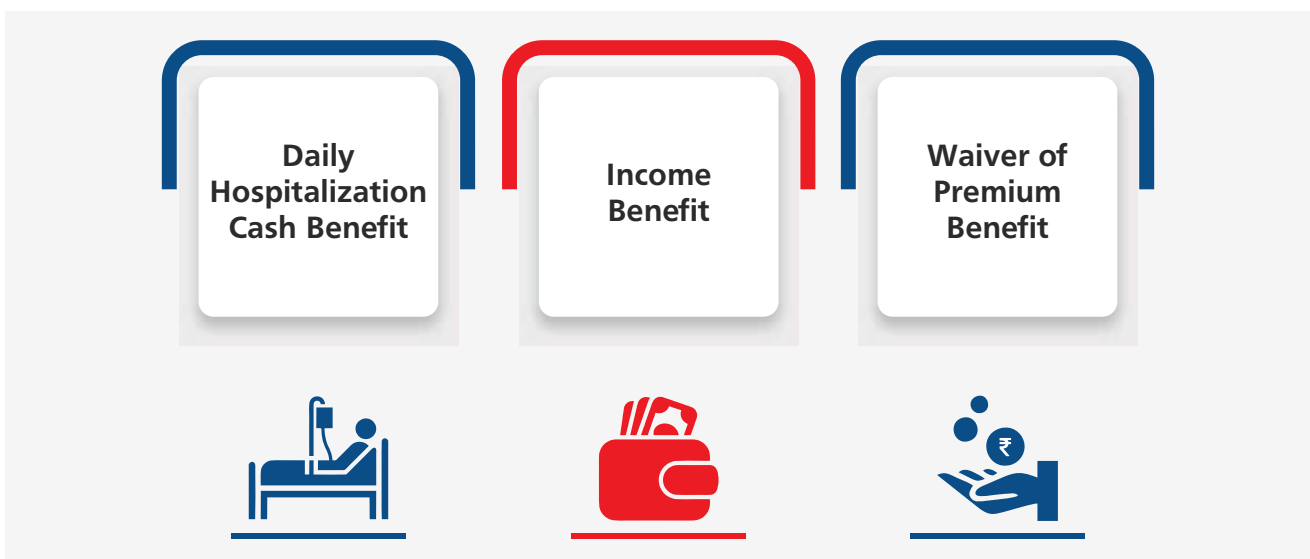 Daily
Hospitalization
Cash Benefit
Income
Benefit
Waiver of
Premium
Benefit
₹